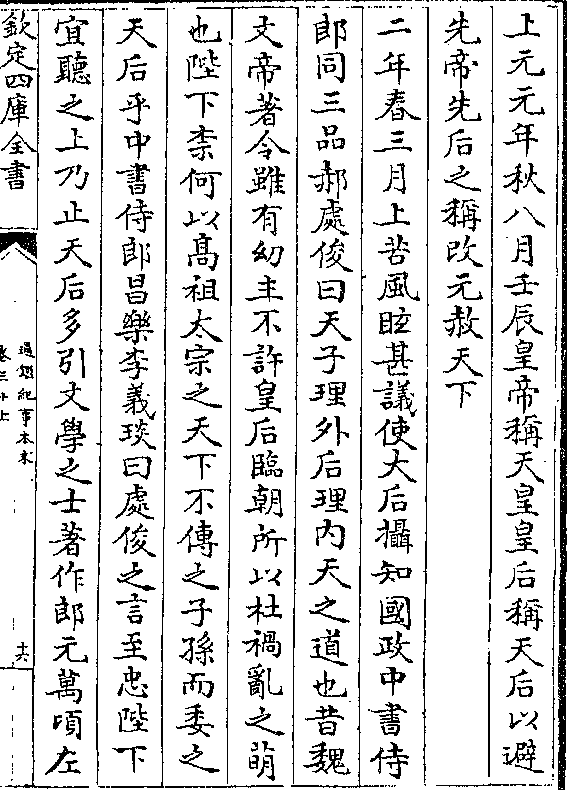 上元元年秋八月壬辰皇帝稱天皇皇后稱天后以避
先帝先后之稱改元赦天下
二年春三月上苦風眩甚議使大后攝知國政中書侍
郎同三品郝處俊曰天子理外后理内天之道也昔魏
文帝著令雖有幼主不許皇后臨朝所以杜禍亂之萌
也陛下柰何以高祖太宗之天下不傳之子孫而委之
天后乎中書侍郎昌樂李義琰曰處俊之言至忠陛下
宜聽之上乃止天后多引文學之士著作郎元萬頃左
欽定四庫全書
通鑑紀事本末
卷三十上
十六